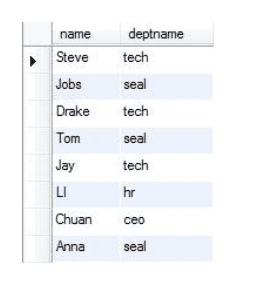 name deptname
Steve tech
Jobs seal
Drake tech
Tom seal
Jay tech
LI hr
Chuan ceo
Anna seal